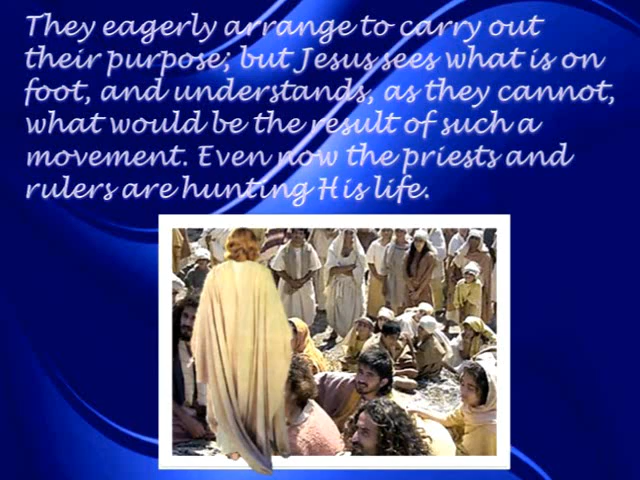 They eagerly arrange to carry out
their purpose; but Jesus sees what is on
foot, and understands, as they cannot,
what would be the result of such a
movement. Even now the priests and
rulers are hunting His life.